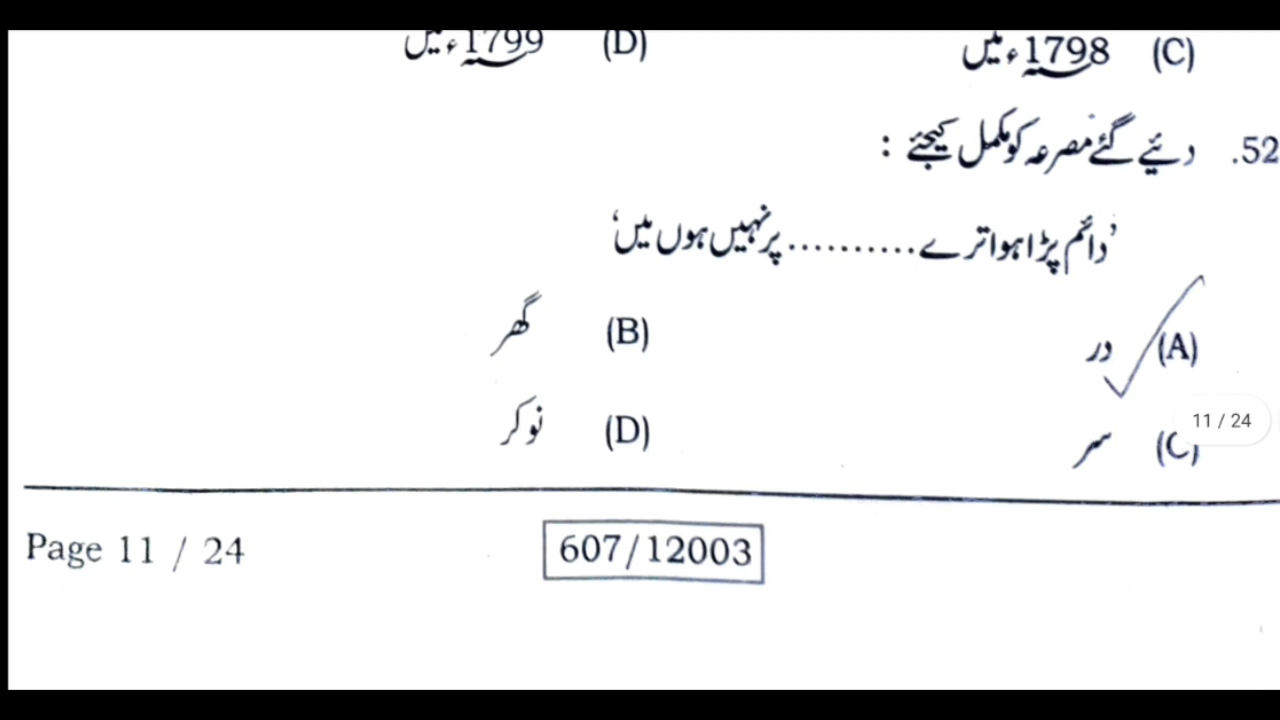 (C) 1798ء میں (D) 1799ء میں
52. دئیے گئے مصرعہ کو مکمل کیجئے :
’دائم پڑا ہوا ترے .......... پر نہیں ہوں میں‘
(A) در (B) گھر
11 / 24
(C) سر (D) نوکر
Page 11 / 24 607/12003